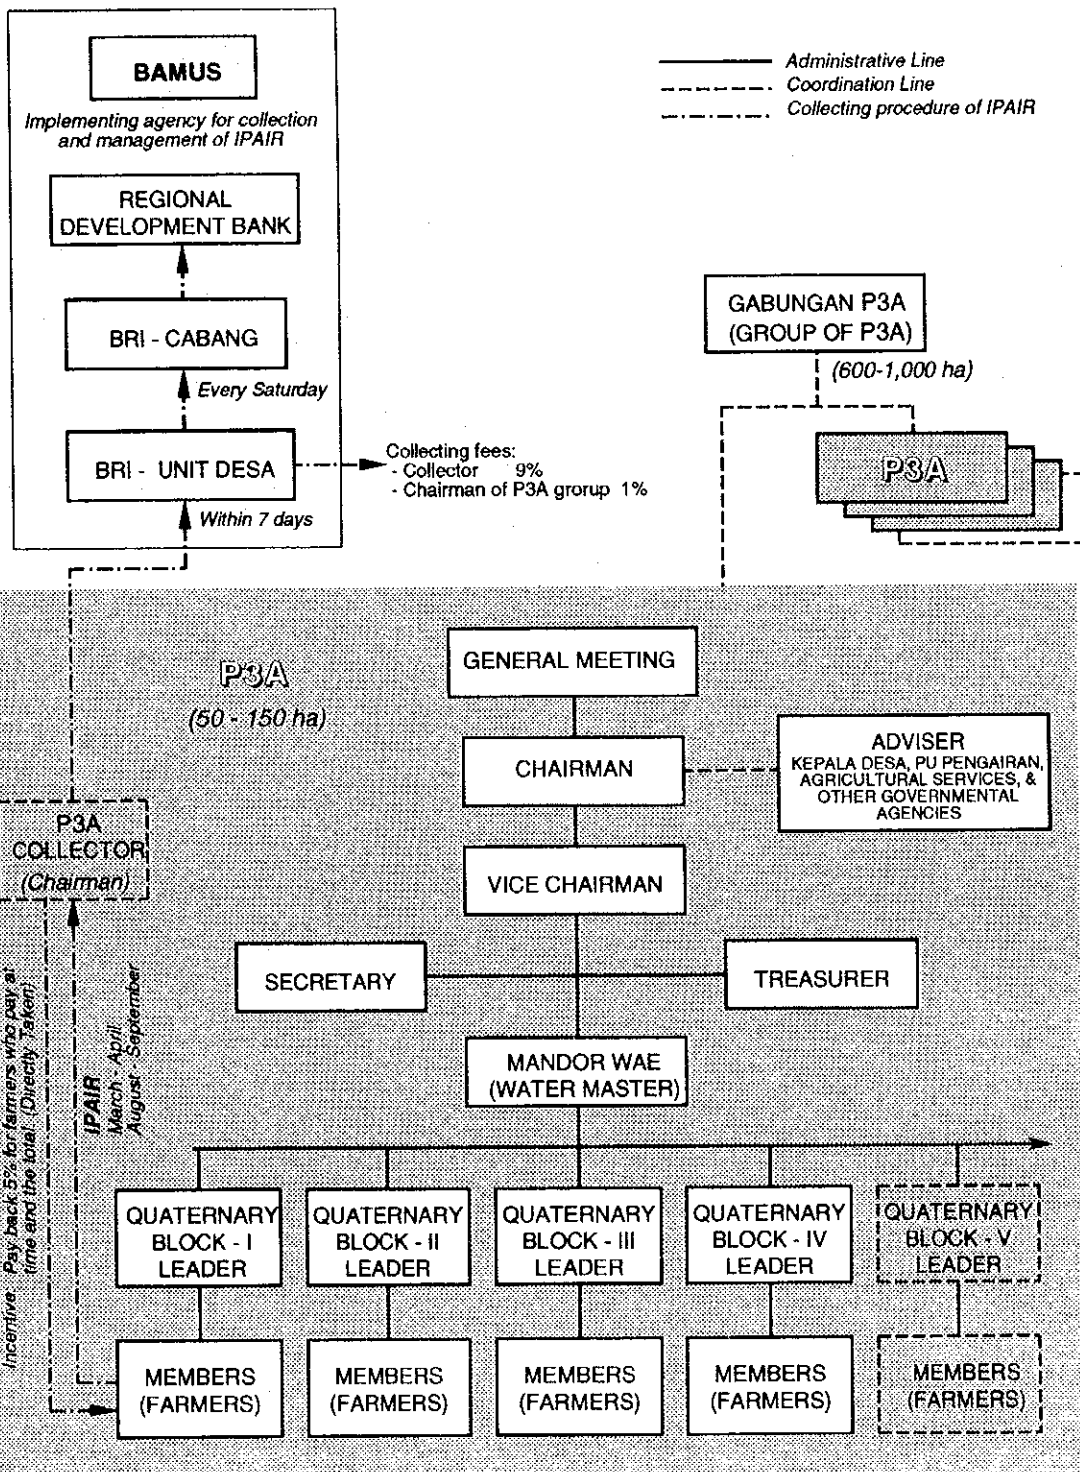 BAMUS
Implementing agency for collection
and management of IPAIR
REGIONAL
DEVELOPMENT BANK
BRI - CABANG
Every Saturday
BRI - UNIT DESA
Within 7 days
Collecting fees:
- Collector 9%
- Chairman of P3A grorup 1%
Administrative Line
Coordination Line
Collecting procedure of IPAIR
GABUNGAN P3A
(GROUP OF P3A)
(600-1,000 ha)
P3A
P3A
(50 - 150 ha)
GENERAL MEETING
CHAIRMAN
ADVISER
KEPALA DESA, PU PENGAIRAN,
AGRICULTURAL SERVICES, &
OTHER GOVERNMENTAL
AGENCIES
VICE CHAIRMAN
SECRETARY
TREASURER
MANDOR WAE
(WATER MASTER)
P3A
COLLECTOR
(Chairman)
Incentive: Pay back 5% for farmers who pay at
time and the total. (Directly Taken)
IPAIR
March - April
August - September
QUATERNARY
BLOCK - I
LEADER
QUATERNARY
BLOCK - II
LEADER
QUATERNARY
BLOCK - III
LEADER
QUATERNARY
BLOCK - IV
LEADER
QUATERNARY
BLOCK - V
LEADER
MEMBERS
(FARMERS)
MEMBERS
(FARMERS)
MEMBERS
(FARMERS)
MEMBERS
(FARMERS)
MEMBERS
(FARMERS)